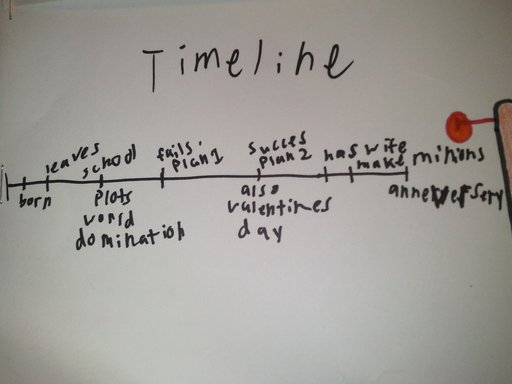 Timeline
leaves
school
fails:
plan 1
succes
plan 2
has wife
make minions
born
plots
world
domination
also
valentines
day
anneversery